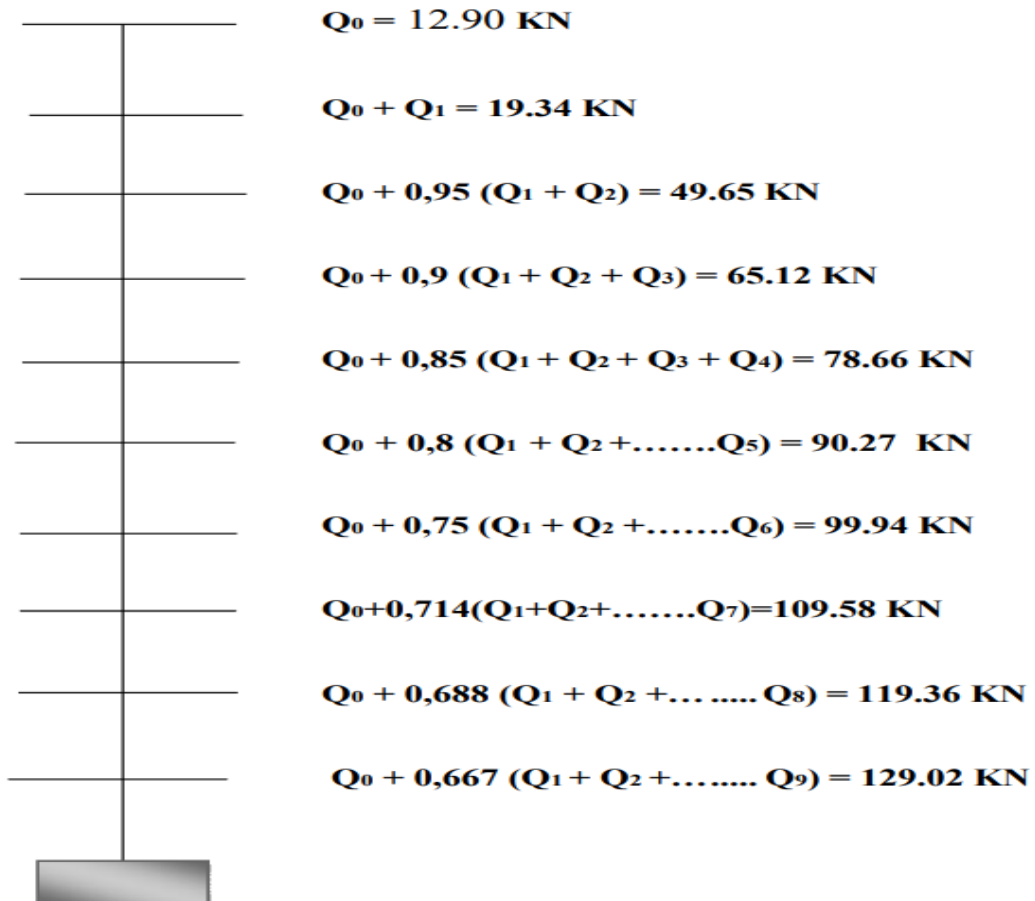 Q₀ = 12.90 KN
Q₀ + Q₁ = 19.34 KN
Q₀ + 0,95 (Q₁ + Q₂) = 49.65 KN
Q₀ + 0,9 (Q₁ + Q₂ + Q₃) = 65.12 KN
Q₀ + 0,85 (Q₁ + Q₂ + Q₃ + Q₄) = 78.66 KN
Q₀ + 0,8 (Q₁ + Q₂ +.......Q₅) = 90.27 KN
Q₀ + 0,75 (Q₁ + Q₂ +.......Q₆) = 99.94 KN
Q₀+0,714(Q₁+Q₂+.......Q₇)=109.58 KN
Q₀ + 0,688 (Q₁ + Q₂ +... ..... Q₈) = 119.36 KN
Q₀ + 0,667 (Q₁ + Q₂ +........ Q₉) = 129.02 KN